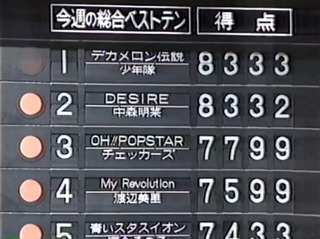 今週の総合ベストテン 得点
1 デカメロン伝説 8333
少年隊
2 DESIRE 8332
中森明菜
3 OH!!POPSTAR 7799
チェッカーズ
4 My Revolution 7599
渡辺美里
5 青いスタスイオン 7433